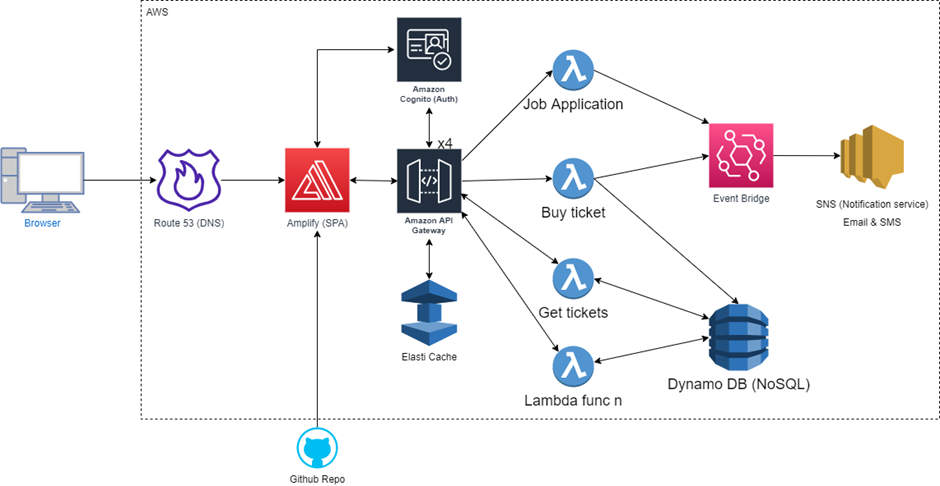 AWS
Amazon
Cognito (Auth)
x4
Job Application
Browser
Route 53 (DNS)
Amplify (SPA)
Amazon API
Gateway
Buy ticket
Event Bridge
SNS (Notification service)
Email & SMS
Get tickets
Elasti Cache
Lambda func n
Dynamo DB (NoSQL)
Github Repo